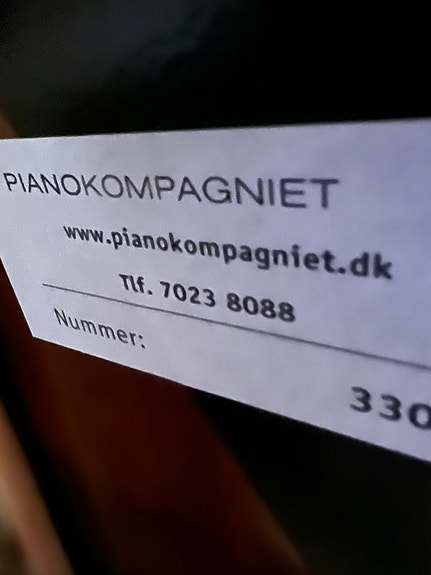 PIANOKOMPAGNIET
www.pianokompagniet.dk
Tlf. 7023 8088
Nummer:
330